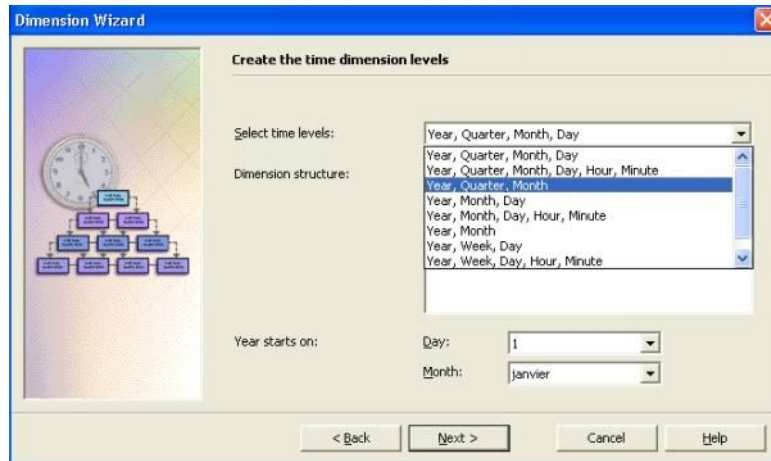 Dimension Wizard
Create the time dimension levels
Select time levels:
Year, Quarter, Month, Day
Year, Quarter, Month, Day
Year, Quarter, Month, Day, Hour, Minute
Dimension structure:
Year, Quarter, Month
Year, Month, Day
Year, Month, Day, Hour, Minute
Year, Month
Year, Week, Day
Year, Week, Day, Hour, Minute
Year starts on:
Day:
1
Month:
janvier
< Back
Next >
Cancel
Help